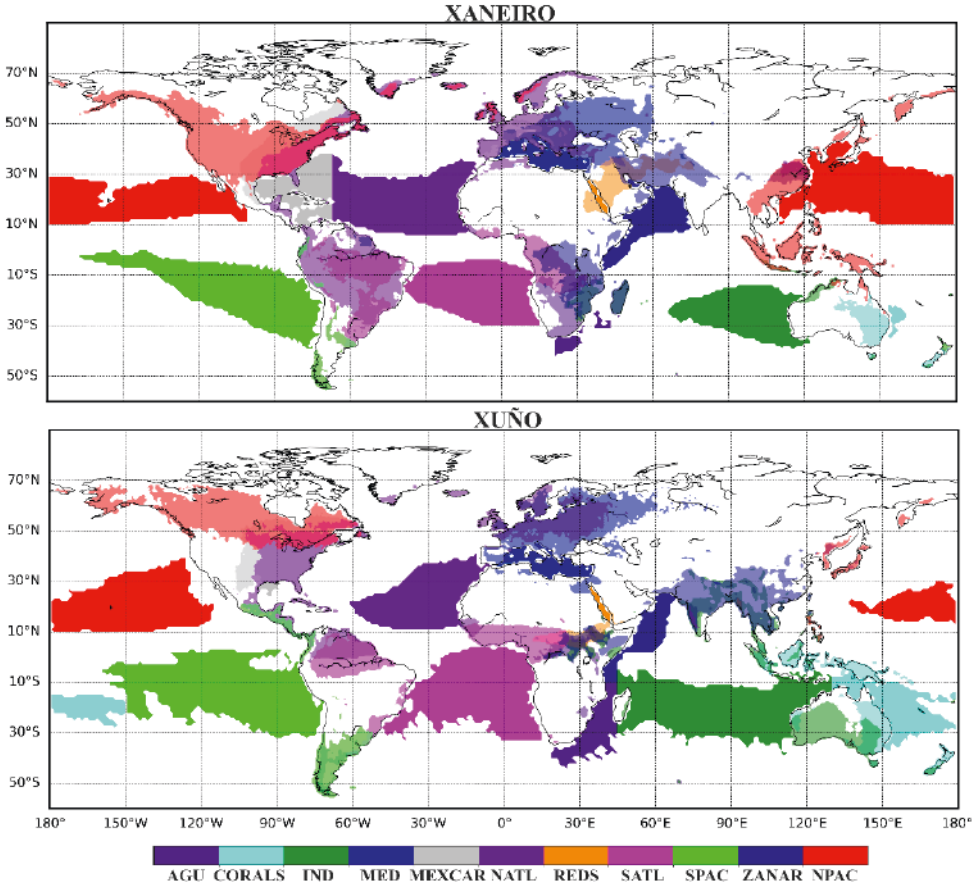 XANEIRO
70°N
50°N
30°N
10°N
10°S
30°S
50°S
XUÑO
70°N
50°N
30°N
10°N
10°S
30°S
50°S
180° 150°W 120°W 90°W 60°W 30°W 0° 30°E 60°E 90°E 120°E 150°E 180°
AGU CORALS IND MED MEXCAR NATL REDS SATL SPAC ZANAR NPAC